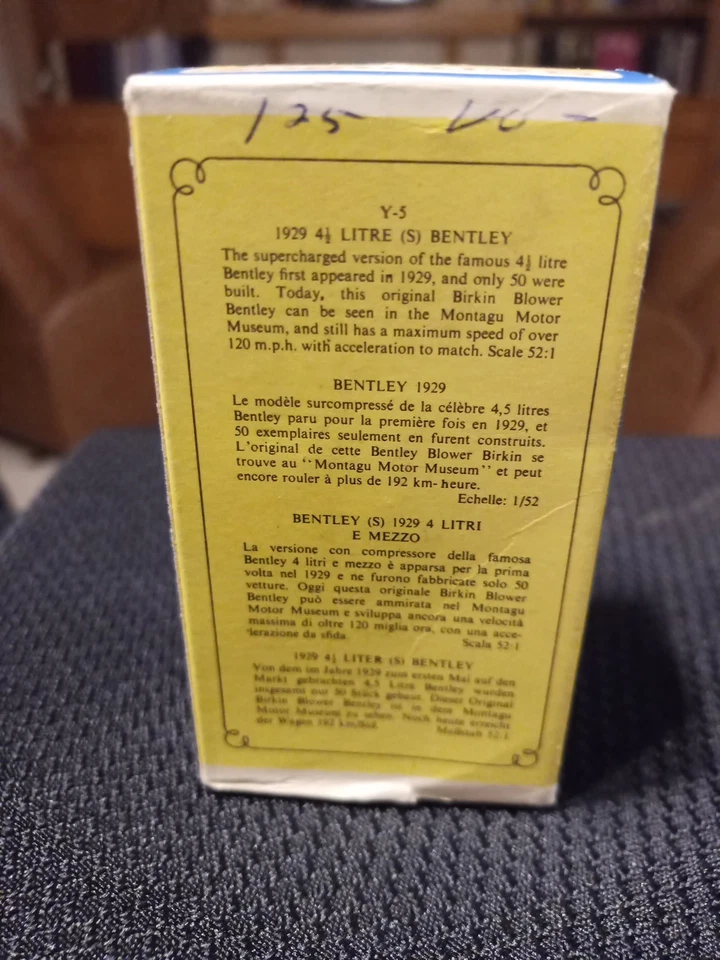 125 VO -
Y-5
1929 4½ LITRE (S) BENTLEY
The supercharged version of the famous 4½ litre
Bentley first appeared in 1929, and only 50 were
built. Today, this original Birkin Blower
Bentley can be seen in the Montagu Motor
Museum, and still has a maximum speed of over
120 m.p.h. with acceleration to match. Scale 52:1
BENTLEY 1929
Le modèle surcompressé de la célèbre 4,5 litres
Bentley paru pour la première fois en 1929, et
50 exemplaires seulement en furent construits.
L'original de cette Bentley Blower Birkin se
trouve au "Montagu Motor Museum" et peut
encore rouler à plus de 192 km-heure.
Echelle: 1/52
BENTLEY (S) 1929 4 LITRI
E MEZZO
La versione con compressore della famosa
Bentley 4 litri e mezzo è apparsa per la prima
volta nel 1929 e ne furono fabbricate solo 50
vetture. Oggi questa originale Birkin Blower
Bentley può essere ammirata nel Montagu
Motor Museum e sviluppa ancora una velocità
massima di oltre 120 miglia ora, con una acce-
lerazione da sfida. Scala 52:1
1929 4½ LITER (S) BENTLEY
Von dem im Jahre 1929 zum ersten Mal auf den
Markt gebrachten 4,5 Litre Bentley wurden
insgesamt nur 50 Stück gebaut. Dieser Original
Birkin Blower Bentley ist in dem Montagu
Motor Museum zu sehen. Noch heute erreicht
der Wagen 192 km/Std. Maßstab 52:1